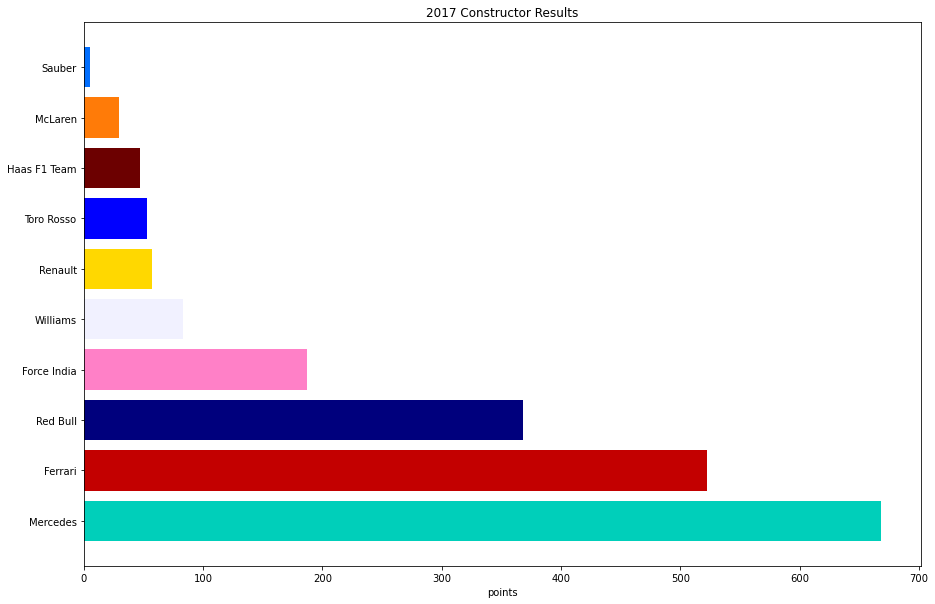 2017 Constructor Results
Sauber
McLaren
Haas F1 Team
Toro Rosso
Renault
Williams
Force India
Red Bull
Ferrari
Mercedes
0 100 200 300 400 500 600 700
points